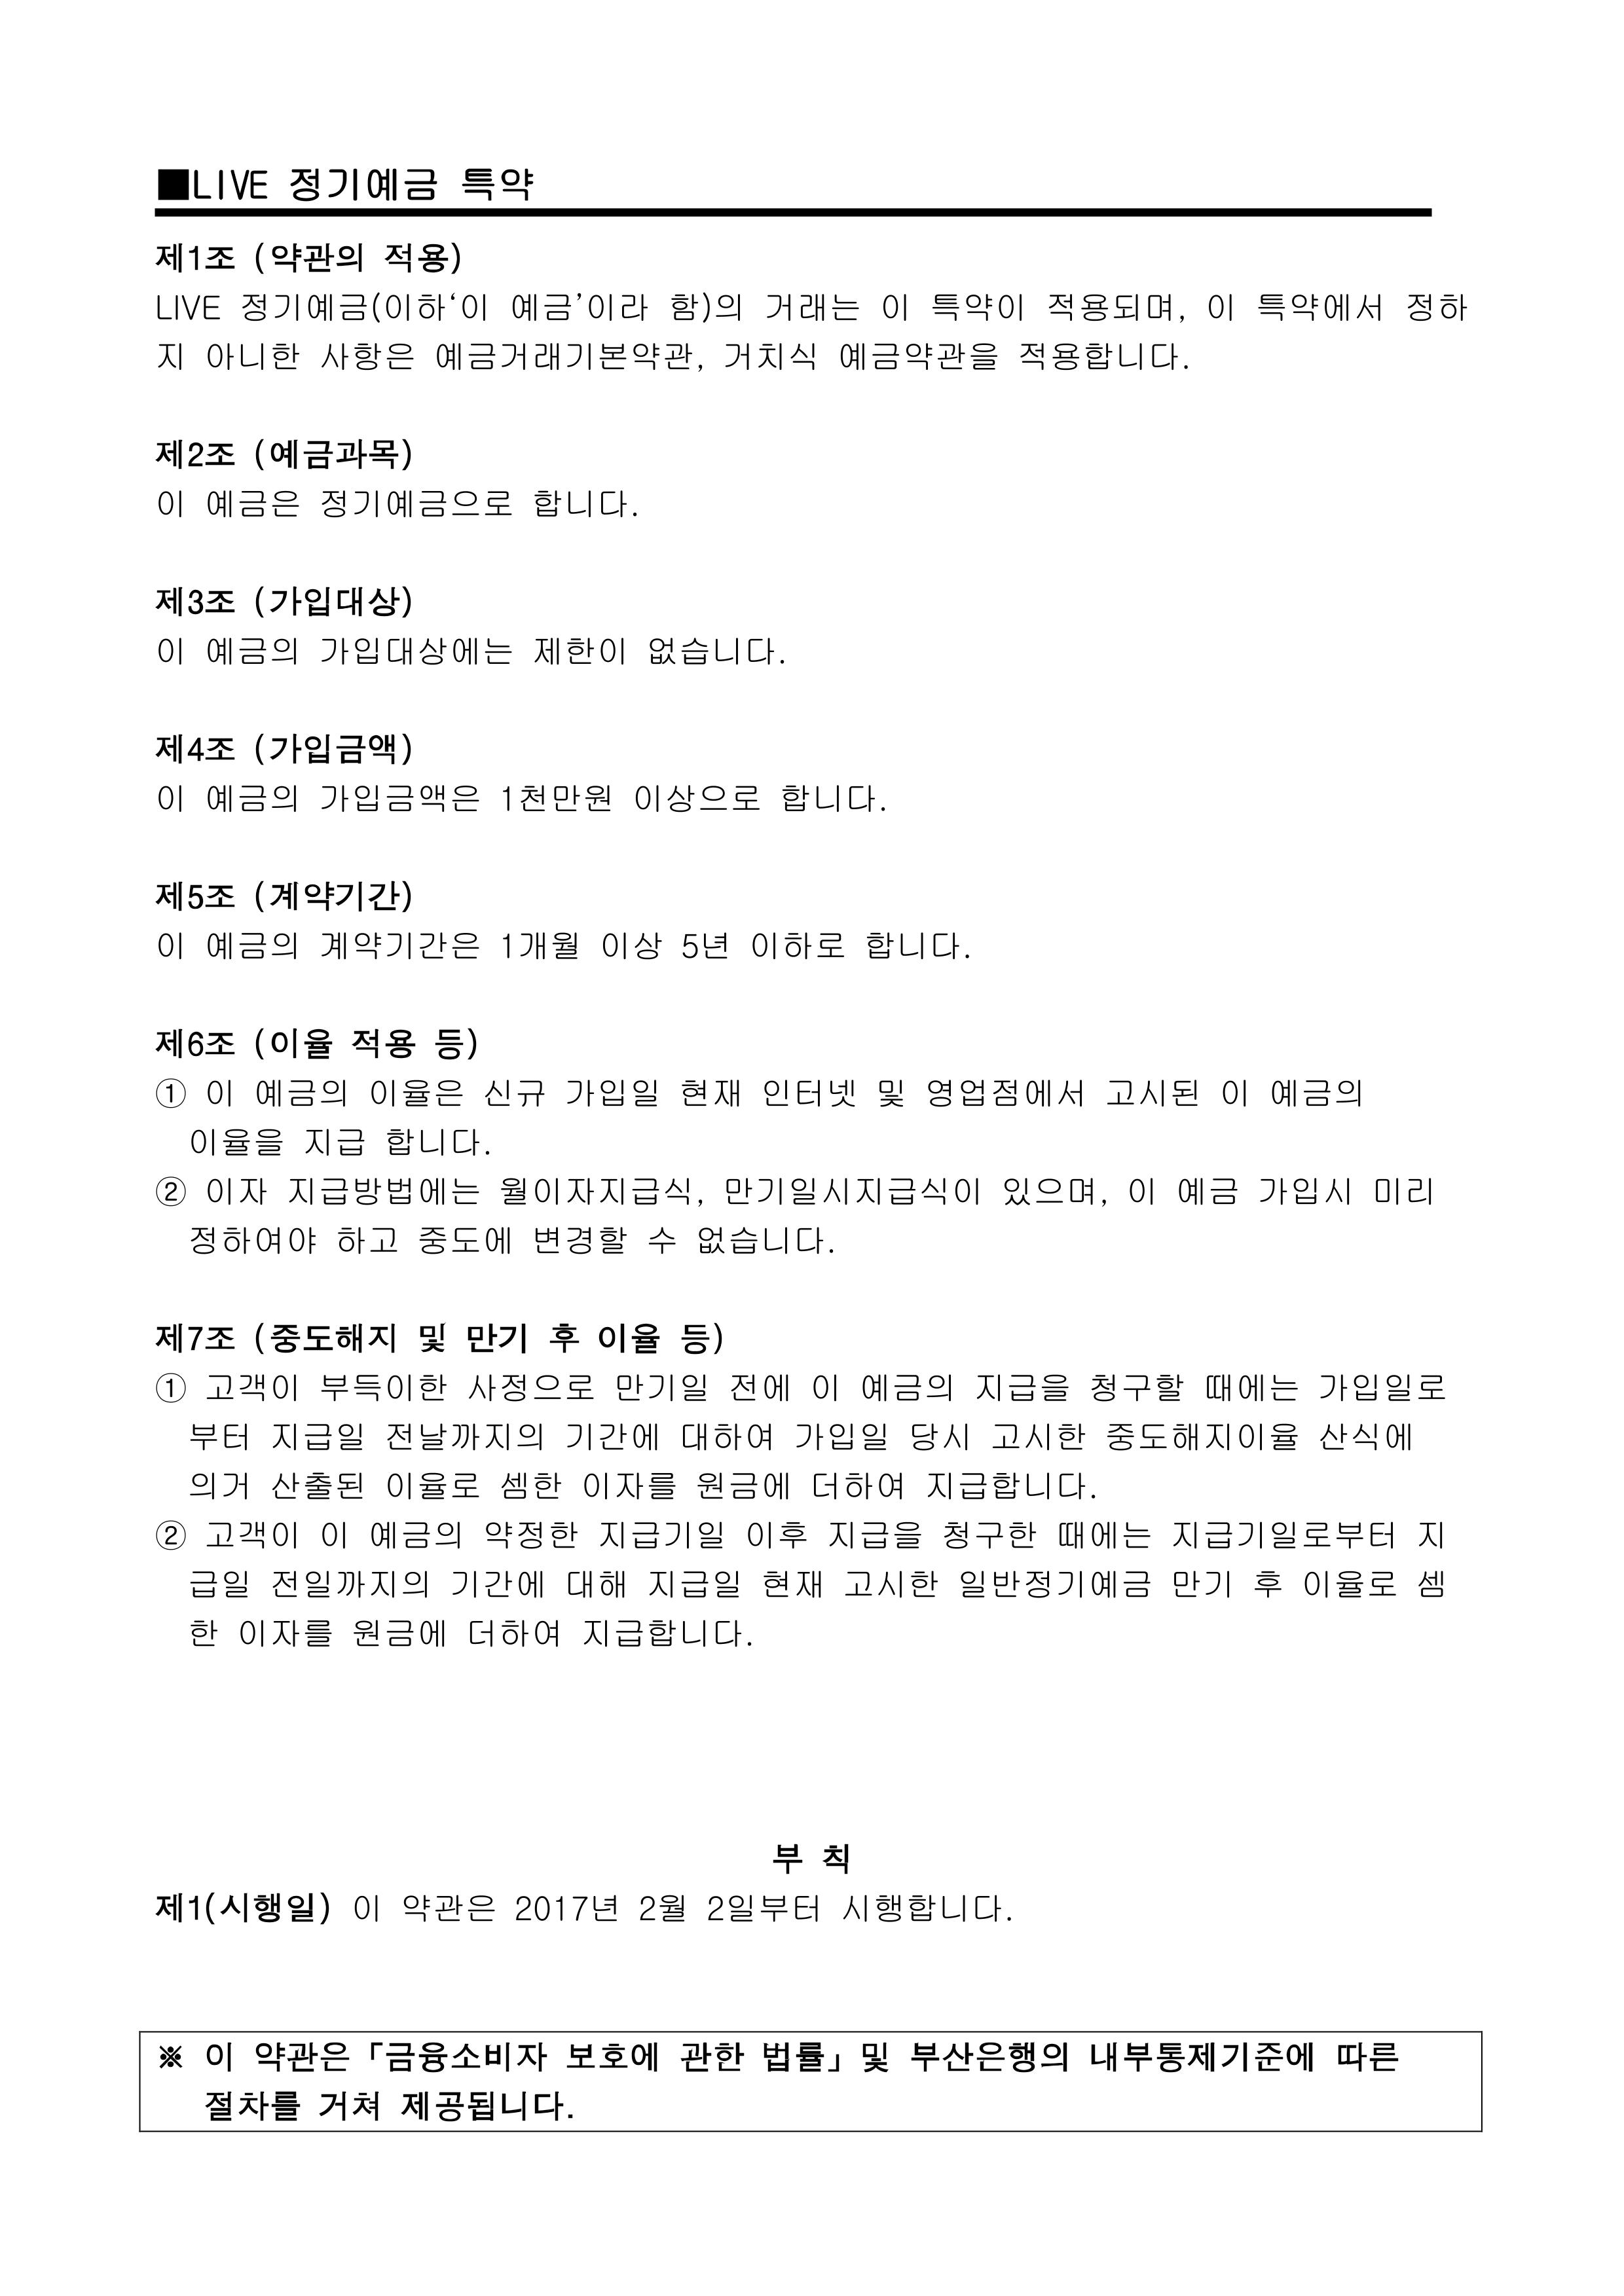 ■LIVE 정기예금 특약
제1조 (약관의 적용)
LIVE 정기예금(이하‘이 예금’이라 함)의 거래는 이 특약이 적용되며, 이 특약에서 정하
지 아니한 사항은 예금거래기본약관, 거치식 예금약관을 적용합니다.
제2조 (예금과목)
이 예금은 정기예금으로 합니다.
제3조 (가입대상)
이 예금의 가입대상에는 제한이 없습니다.
제4조 (가입금액)
이 예금의 가입금액은 1천만원 이상으로 합니다.
제5조 (계약기간)
이 예금의 계약기간은 1개월 이상 5년 이하로 합니다.
제6조 (이율 적용 등)
① 이 예금의 이율은 신규 가입일 현재 인터넷 및 영업점에서 고시된 이 예금의
이율을 지급 합니다.
② 이자 지급방법에는 월이자지급식, 만기일시지급식이 있으며, 이 예금 가입시 미리
정하여야 하고 중도에 변경할 수 없습니다.
제7조 (중도해지 및 만기 후 이율 등)
① 고객이 부득이한 사정으로 만기일 전에 이 예금의 지급을 청구할 때에는 가입일로
부터 지급일 전날까지의 기간에 대하여 가입일 당시 고시한 중도해지이율 산식에
의거 산출된 이율로 셈한 이자를 원금에 더하여 지급합니다.
② 고객이 이 예금의 약정한 지급기일 이후 지급을 청구한 때에는 지급기일로부터 지
급일 전일까지의 기간에 대해 지급일 현재 고시한 일반정기예금 만기 후 이율로 셈
한 이자를 원금에 더하여 지급합니다.
부 칙
제1(시행일) 이 약관은 2017년 2월 2일부터 시행합니다.
※ 이 약관은「금융소비자 보호에 관한 법률」및 부산은행의 내부통제기준에 따른
절차를 거쳐 제공됩니다.